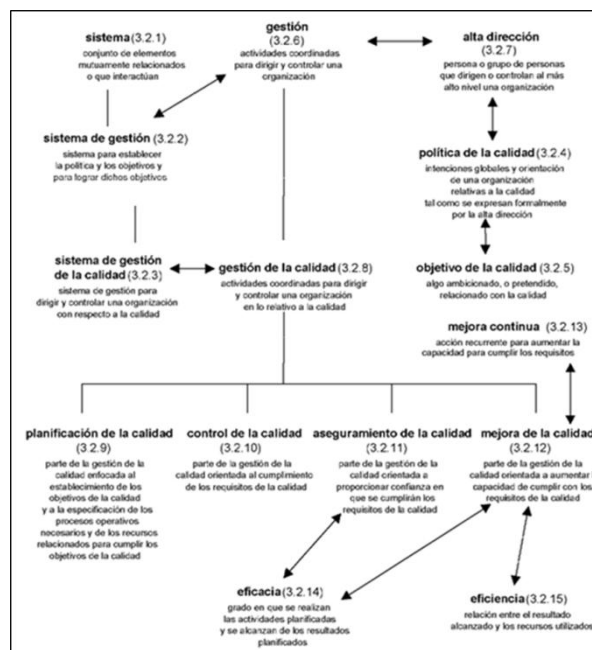 sistema (3.2.1)
conjunto de elementos
mutuamente relacionados
o que interactúan
gestión
(3.2.6)
actividades coordinadas
para dirigir y controlar una
organización
alta dirección
(3.2.7)
persona o grupo de personas
que dirigen o controlan al más
alto nivel una organización
sistema de gestión (3.2.2)
sistema para establecer
la política y los objetivos y
para lograr dichos objetivos
política de la calidad (3.2.4)
intenciones globales y orientación
de una organización
relativas a la calidad
tal como se expresan formalmente
por la alta dirección
sistema de gestión
de la calidad (3.2.3)
sistema de gestión para
dirigir y controlar una organización
con respecto a la calidad
gestión de la calidad (3.2.8)
actividades coordinadas para dirigir
y controlar una organización
en lo relativo a la calidad
objetivo de la calidad (3.2.5)
algo ambicionado, o pretendido,
relacionado con la calidad
mejora continua (3.2.13)
acción recurrente para aumentar la
capacidad para cumplir los requisitos
planificación de la calidad
(3.2.9)
parte de la gestión de la
calidad enfocada al
establecimiento de los
objetivos de la calidad
y a la especificación de los
procesos operativos
necesarios y de los recursos
relacionados para cumplir los
objetivos de la calidad
control de la calidad
(3.2.10)
parte de la gestión de la
calidad orientada al cumplimiento
de los requisitos de la calidad
aseguramiento de la calidad
(3.2.11)
parte de la gestión de la
calidad orientada a
proporcionar confianza en
que se cumplirán los
requisitos de la calidad
mejora de la calidad
(3.2.12)
parte de la gestión de la
calidad orientada a aumentar la
capacidad de cumplir con los
requisitos de la calidad
eficacia (3.2.14)
grado en que se realizan
las actividades planificadas
y se alcanzan de los resultados
planificados
eficiencia (3.2.15)
relación entre el resultado
alcanzado y los recursos utilizados